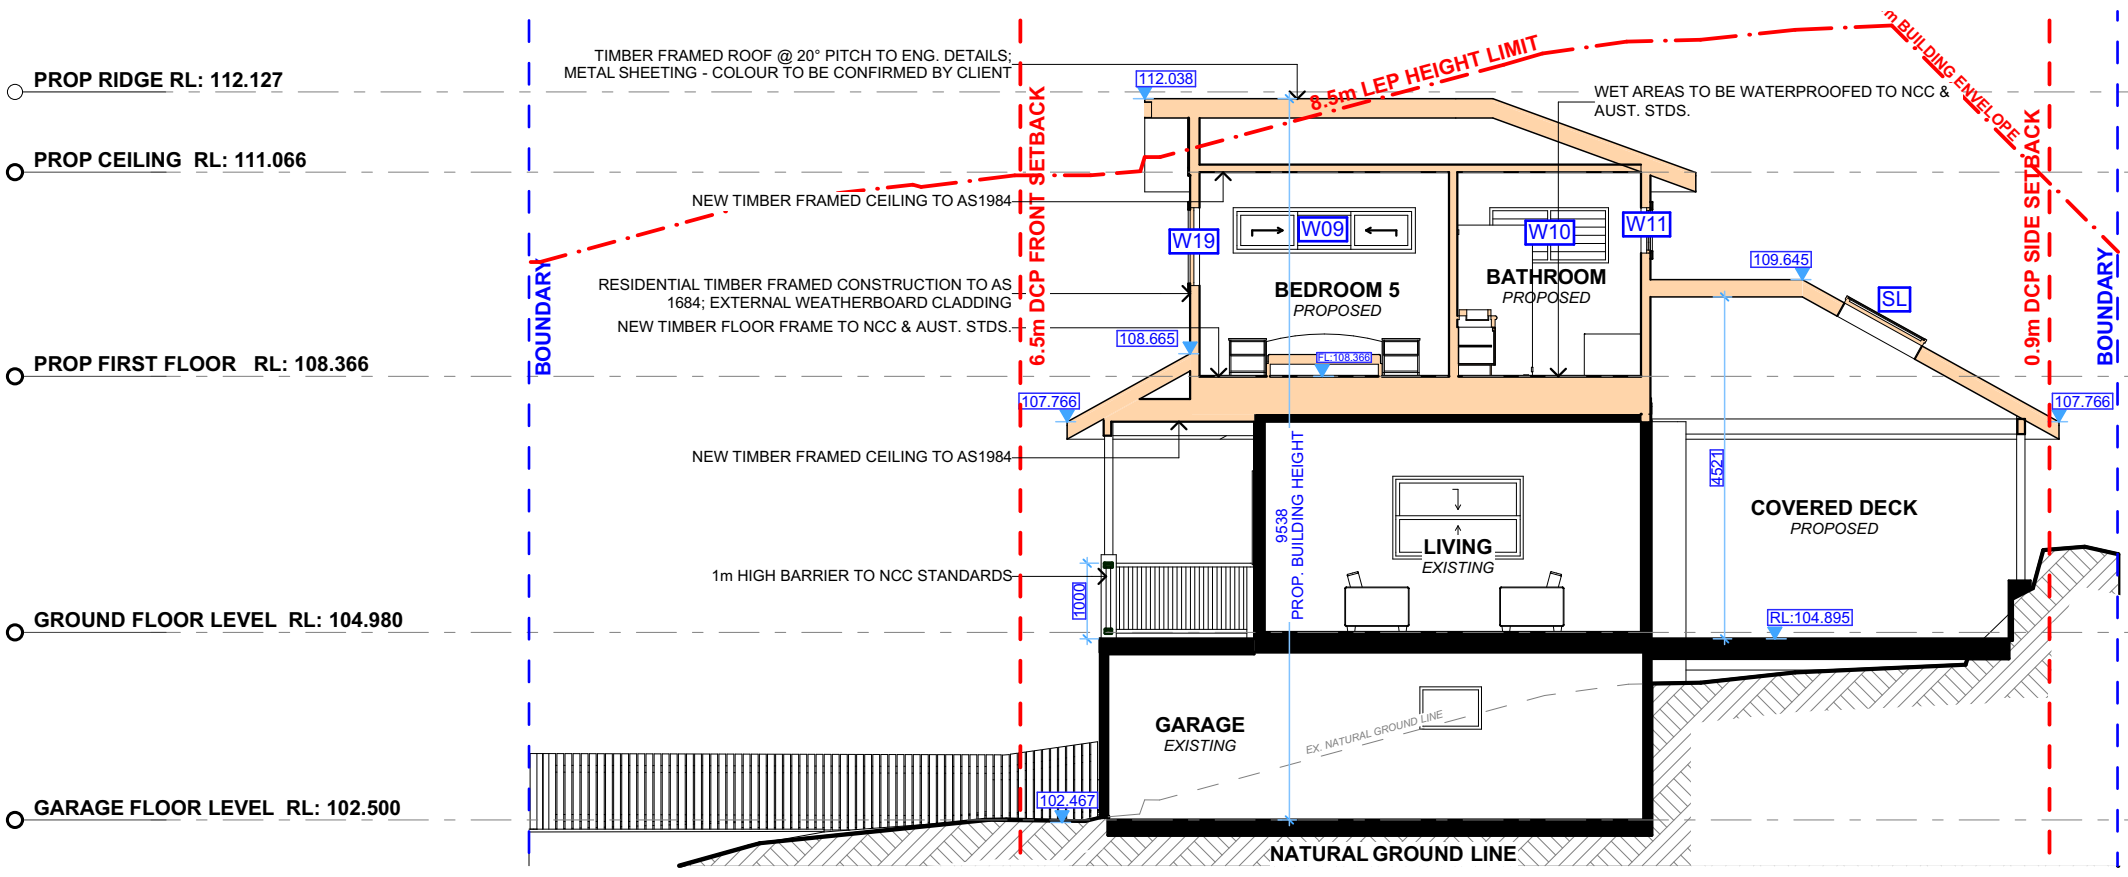 PROP RIDGE RL: 112.127
PROP CEILING RL: 111.066
PROP FIRST FLOOR RL: 108.366
GROUND FLOOR LEVEL RL: 104.980
GARAGE FLOOR LEVEL RL: 102.500
BOUNDARY
6.5m DCP FRONT SETBACK
TIMBER FRAMED ROOF @ 20° PITCH TO ENG. DETAILS;
METAL SHEETING - COLOUR TO BE CONFIRMED BY CLIENT
NEW TIMBER FRAMED CEILING TO AS1984
RESIDENTIAL TIMBER FRAMED CONSTRUCTION TO AS
1684; EXTERNAL WEATHERBOARD CLADDING
NEW TIMBER FLOOR FRAME TO NCC & AUST. STDS.
NEW TIMBER FRAMED CEILING TO AS1984
1m HIGH BARRIER TO NCC STANDARDS
112.038
8.5m LEP HEIGHT LIMIT
WET AREAS TO BE WATERPROOFED TO NCC &
AUST. STDS.
m BUILDING ENVELOPE
0.9m DCP SIDE SETBACK
BOUNDARY
W19
W09
W10
W11
BEDROOM 5
PROPOSED
BATHROOM
PROPOSED
109.645
SL
108.665
FL:108.366
107.766
107.766
9538
PROP. BUILDING HEIGHT
4521
COVERED DECK
PROPOSED
LIVING
EXISTING
1000
RL:104.895
GARAGE
EXISTING
EX. NATURAL GROUND LINE
102.467
NATURAL GROUND LINE